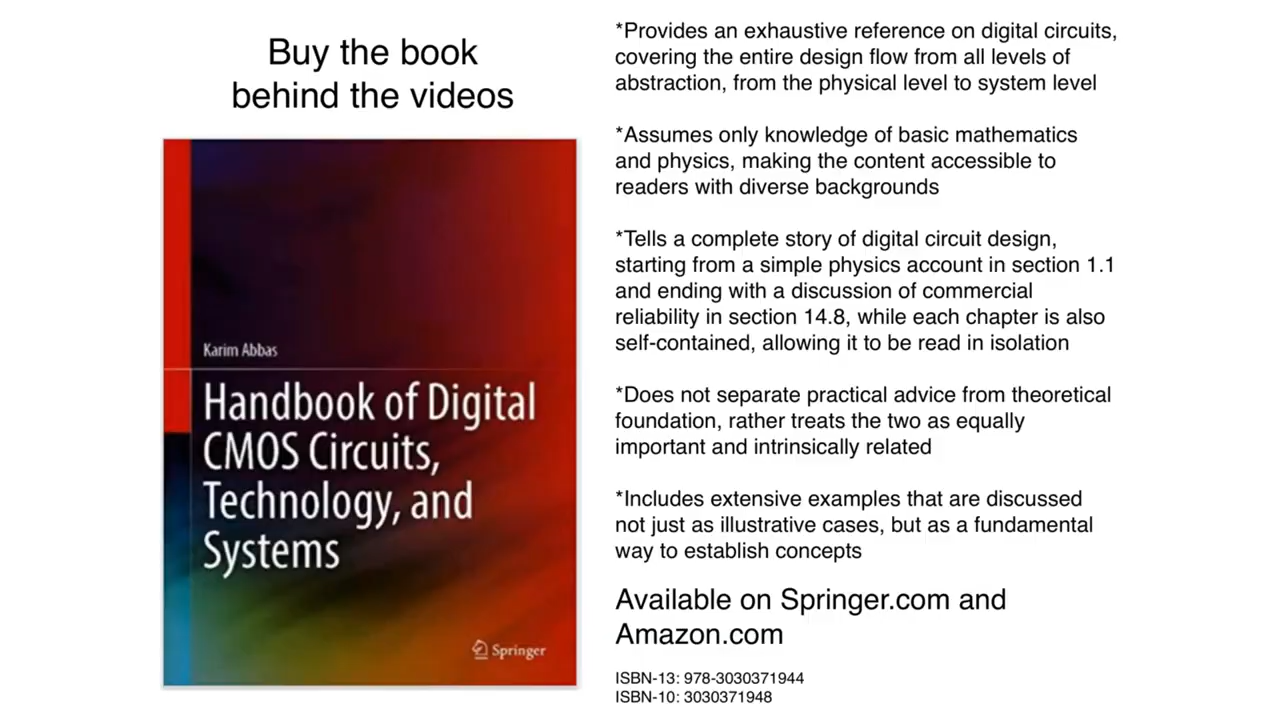 Buy the book
behind the videos
Karim Abbas
Handbook of Digital
CMOS Circuits,
Technology, and
Systems
Springer
*Provides an exhaustive reference on digital circuits,
covering the entire design flow from all levels of
abstraction, from the physical level to system level
*Assumes only knowledge of basic mathematics
and physics, making the content accessible to
readers with diverse backgrounds
*Tells a complete story of digital circuit design,
starting from a simple physics account in section 1.1
and ending with a discussion of commercial
reliability in section 14.8, while each chapter is also
self-contained, allowing it to be read in isolation
*Does not separate practical advice from theoretical
foundation, rather treats the two as equally
important and intrinsically related
*Includes extensive examples that are discussed
not just as illustrative cases, but as a fundamental
way to establish concepts
Available on Springer.com and
Amazon.com
ISBN-13: 978-3030371944
ISBN-10: 3030371948